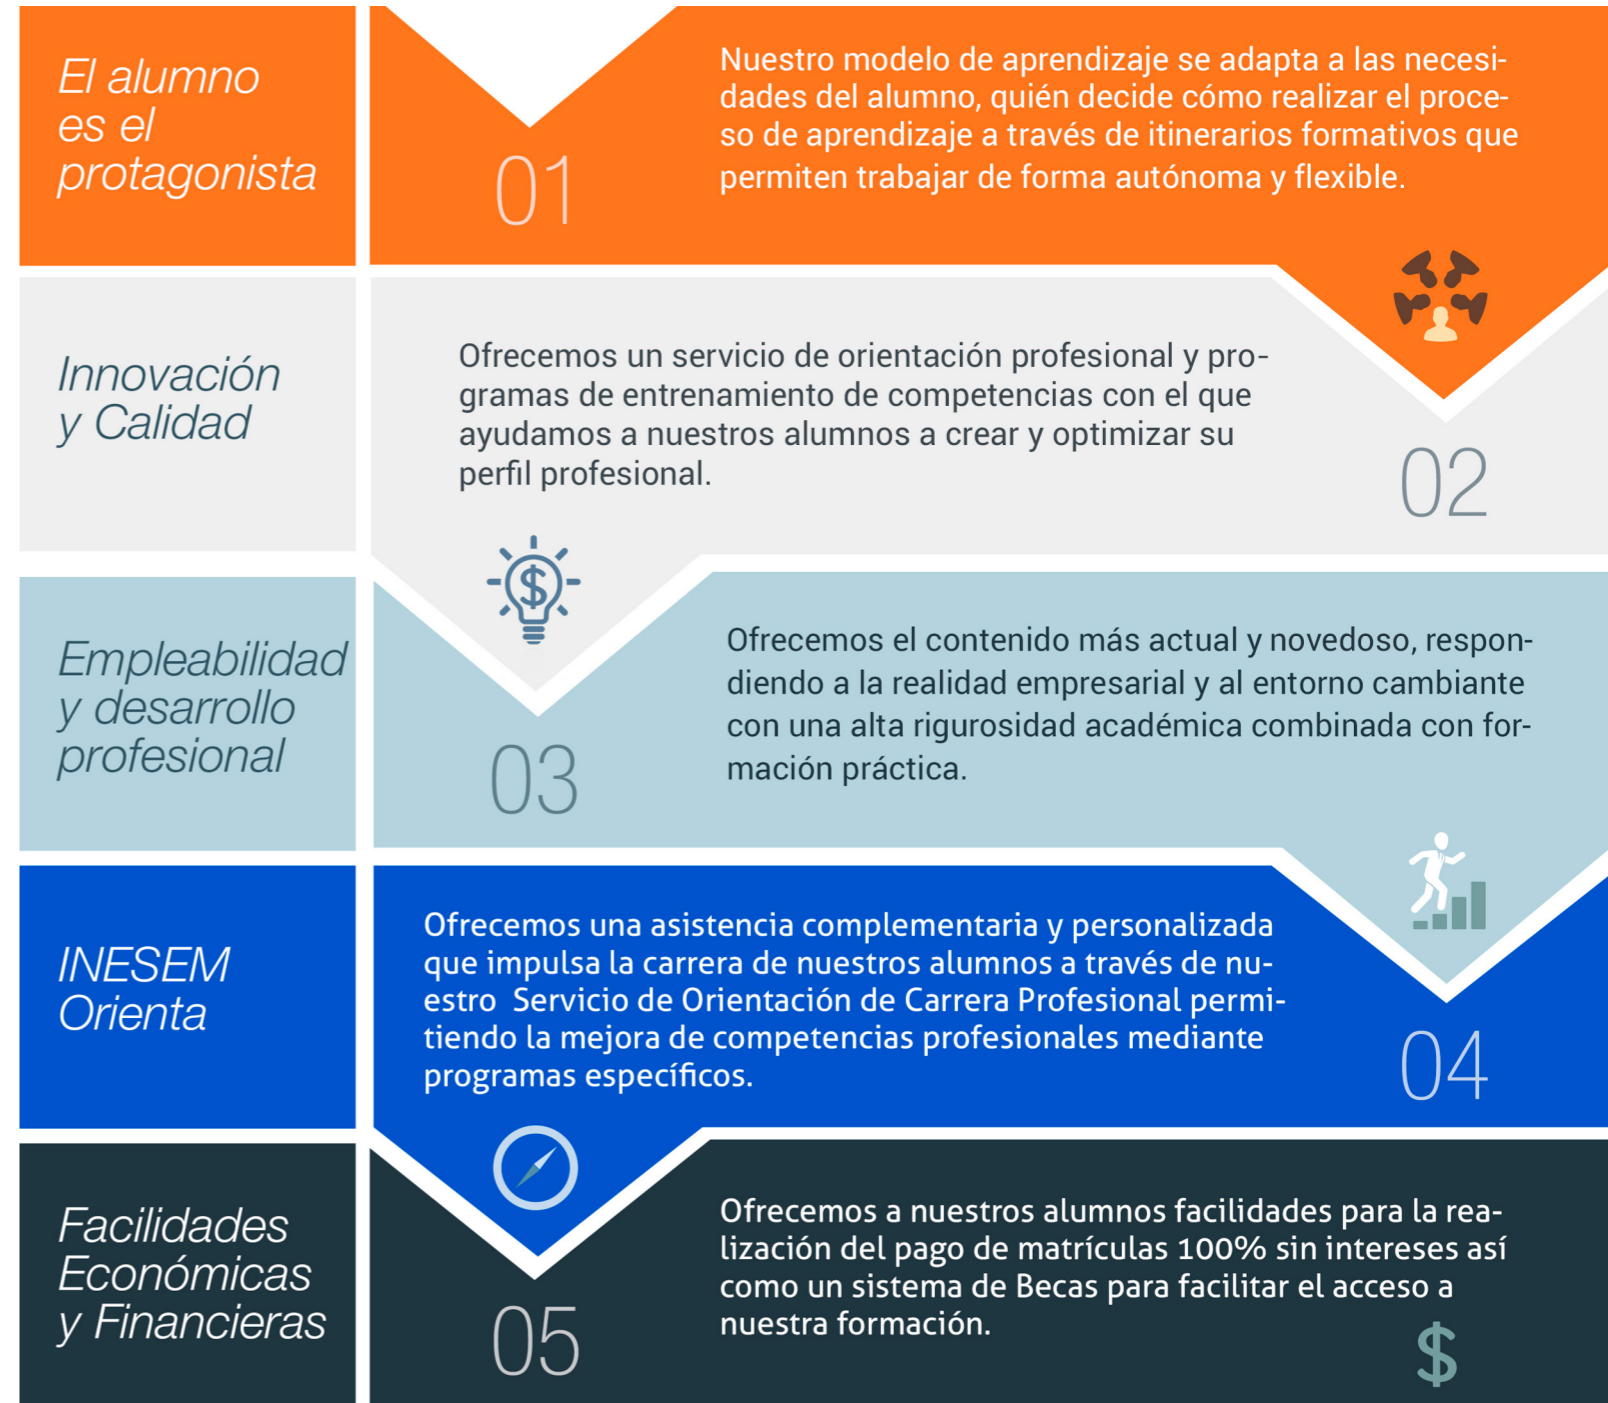 El alumno
es el
protagonista
01
Nuestro modelo de aprendizaje se adapta a las necesi-
dades del alumno, quién decide cómo realizar el proce-
so de aprendizaje a través de itinerarios formativos que
permiten trabajar de forma autónoma y flexible.
Innovación
y Calidad
Ofrecemos un servicio de orientación profesional y pro-
gramas de entrenamiento de competencias con el que
ayudamos a nuestros alumnos a crear y optimizar su
perfil profesional.
02
$
Empleabilidad
y desarrollo
profesional
03
Ofrecemos el contenido más actual y novedoso, respon-
diendo a la realidad empresarial y al entorno cambiante
con una alta rigurosidad académica combinada con for-
mación práctica.
INESEM
Orienta
Ofrecemos una asistencia complementaria y personalizada
que impulsa la carrera de nuestros alumnos a través de nu-
estro  Servicio de Orientación de Carrera Profesional permi-
tiendo la mejora de competencias profesionales mediante
programas específicos.
04
Facilidades
Económicas
y Financieras
05
Ofrecemos a nuestros alumnos facilidades para la rea-
lización del pago de matrículas 100% sin intereses así
como un sistema de Becas para facilitar el acceso a
nuestra formación.
$